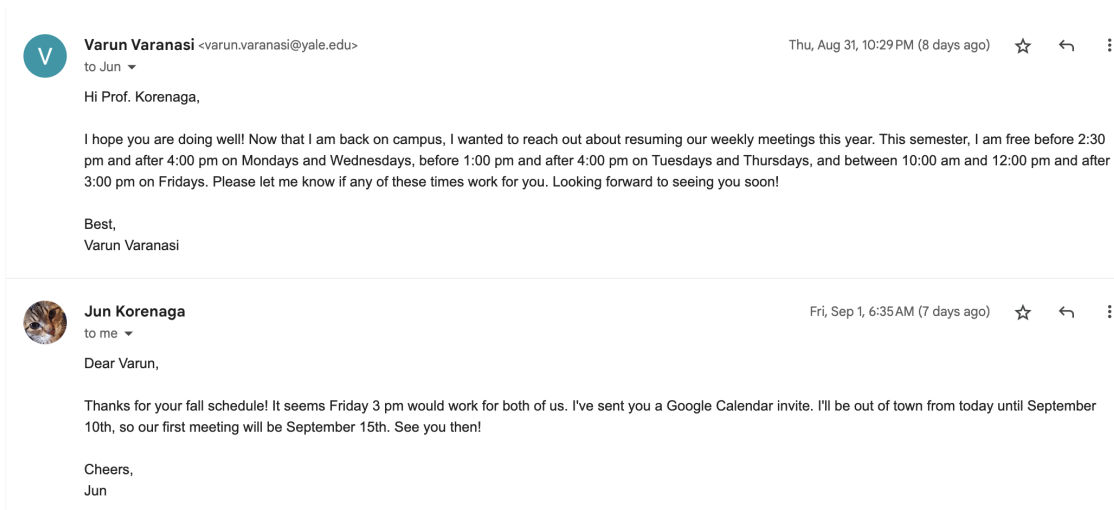 V
Varun Varanasi <varun.varanasi@yale.edu>
Thu, Aug 31, 10:29 PM (8 days ago)
to Jun
Hi Prof. Korenaga,
I hope you are doing well! Now that I am back on campus, I wanted to reach out about resuming our weekly meetings this year. This semester, I am free before 2:30
pm and after 4:00 pm on Mondays and Wednesdays, before 1:00 pm and after 4:00 pm on Tuesdays and Thursdays, and between 10:00 am and 12:00 pm and after
3:00 pm on Fridays. Please let me know if any of these times work for you. Looking forward to seeing you soon!
Best,
Varun Varanasi
Jun Korenaga
Fri, Sep 1, 6:35 AM (7 days ago)
to me
Dear Varun,
Thanks for your fall schedule! It seems Friday 3 pm would work for both of us. I've sent you a Google Calendar invite. I'll be out of town from today until September
10th, so our first meeting will be September 15th. See you then!
Cheers,
Jun